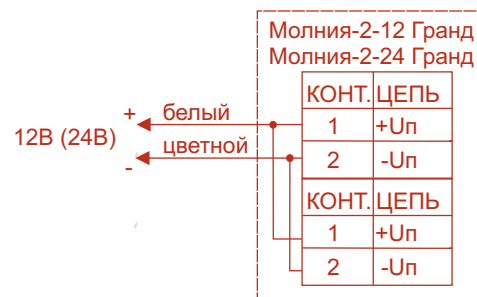 Молния-2-12 Гранд
Молния-2-24 Гранд
КОНТ. ЦЕПЬ
+ белый 1 +Uп
12В (24В)
- цветной 2 -Uп
КОНТ. ЦЕПЬ
1 +Uп
2 -Uп